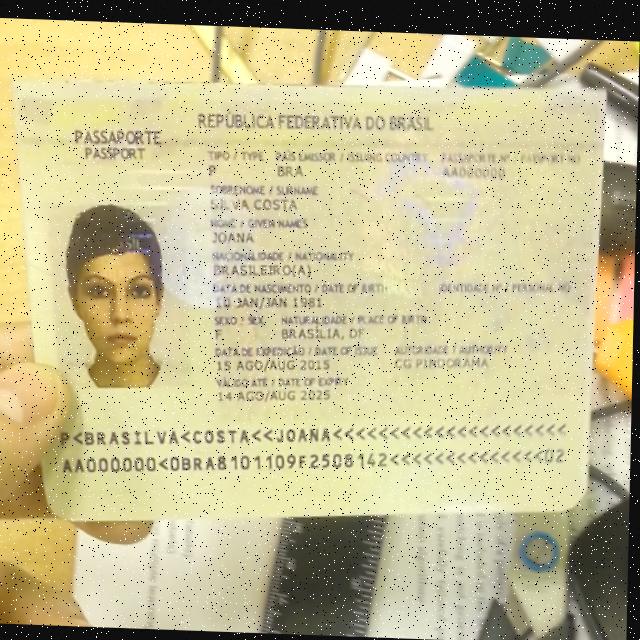 REPÚBLICA FEDERATIVA DO BRASIL
PASSAPORTE
PASSPORT
TIPO / TYPE PAÍS EMISSOR / ISSUING COUNTRY PASSAPORTE Nº / PASSPORT NO
P BRA AA000000
SOBRENOME / SURNAME
SILVA COSTA
NOME / GIVEN NAMES
JOANA
NACIONALIDADE / NATIONALITY
BRASILEIRO(A)
DATA DE NASCIMENTO / DATE OF BIRTH IDENTIDADE Nº / PERSONAL NO
10 JAN/JAN 1981
SEXO / SEX NATURALIDADE / PLACE OF BIRTH
F BRASÍLIA, DF
DATA DE EXPEDIÇÃO / DATE OF ISSUE AUTORIDADE / AUTHORITY
15 AGO/AUG 2015 CG PINDORAMA
VÁLIDO ATÉ / DATE OF EXPIRY
14 AGO/AUG 2025
P<BRASILVA<COSTA<<JOANA<<<<<<<<<<<<<<<<<<<<<
AA000000<0BRA8101109F2508142<<<<<<<<<<<<<<02